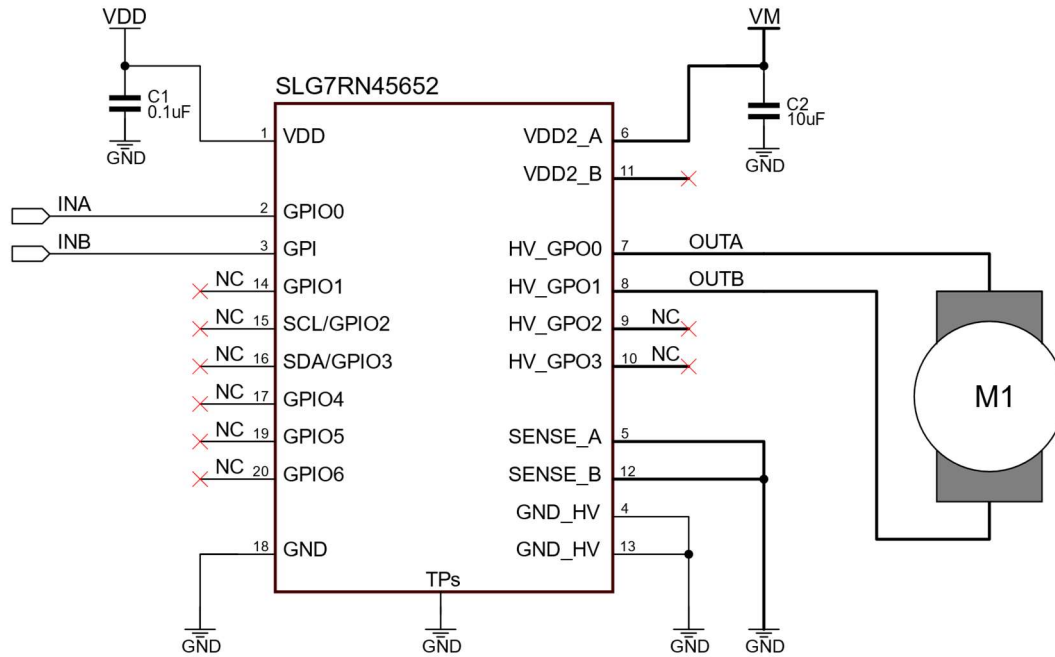 VDD
VM
C1
0.1uF
GND
C2
10uF
GND
SLG7RN45652
1 VDD
VDD2_A 6
VDD2_B 11
INA 2 GPIO0
INB 3 GPI
HV_GPO0 7 OUTA
NC 14 GPIO1
HV_GPO1 8 OUTB
NC 15 SCL/GPIO2
HV_GPO2 9 NC
NC 16 SDA/GPIO3
HV_GPO3 10 NC
NC 17 GPIO4
M1
NC 19 GPIO5
SENSE_A 5
NC 20 GPIO6
SENSE_B 12
GND_HV 4
18 GND
GND_HV 13
TPs
GND
GND
GND
GND